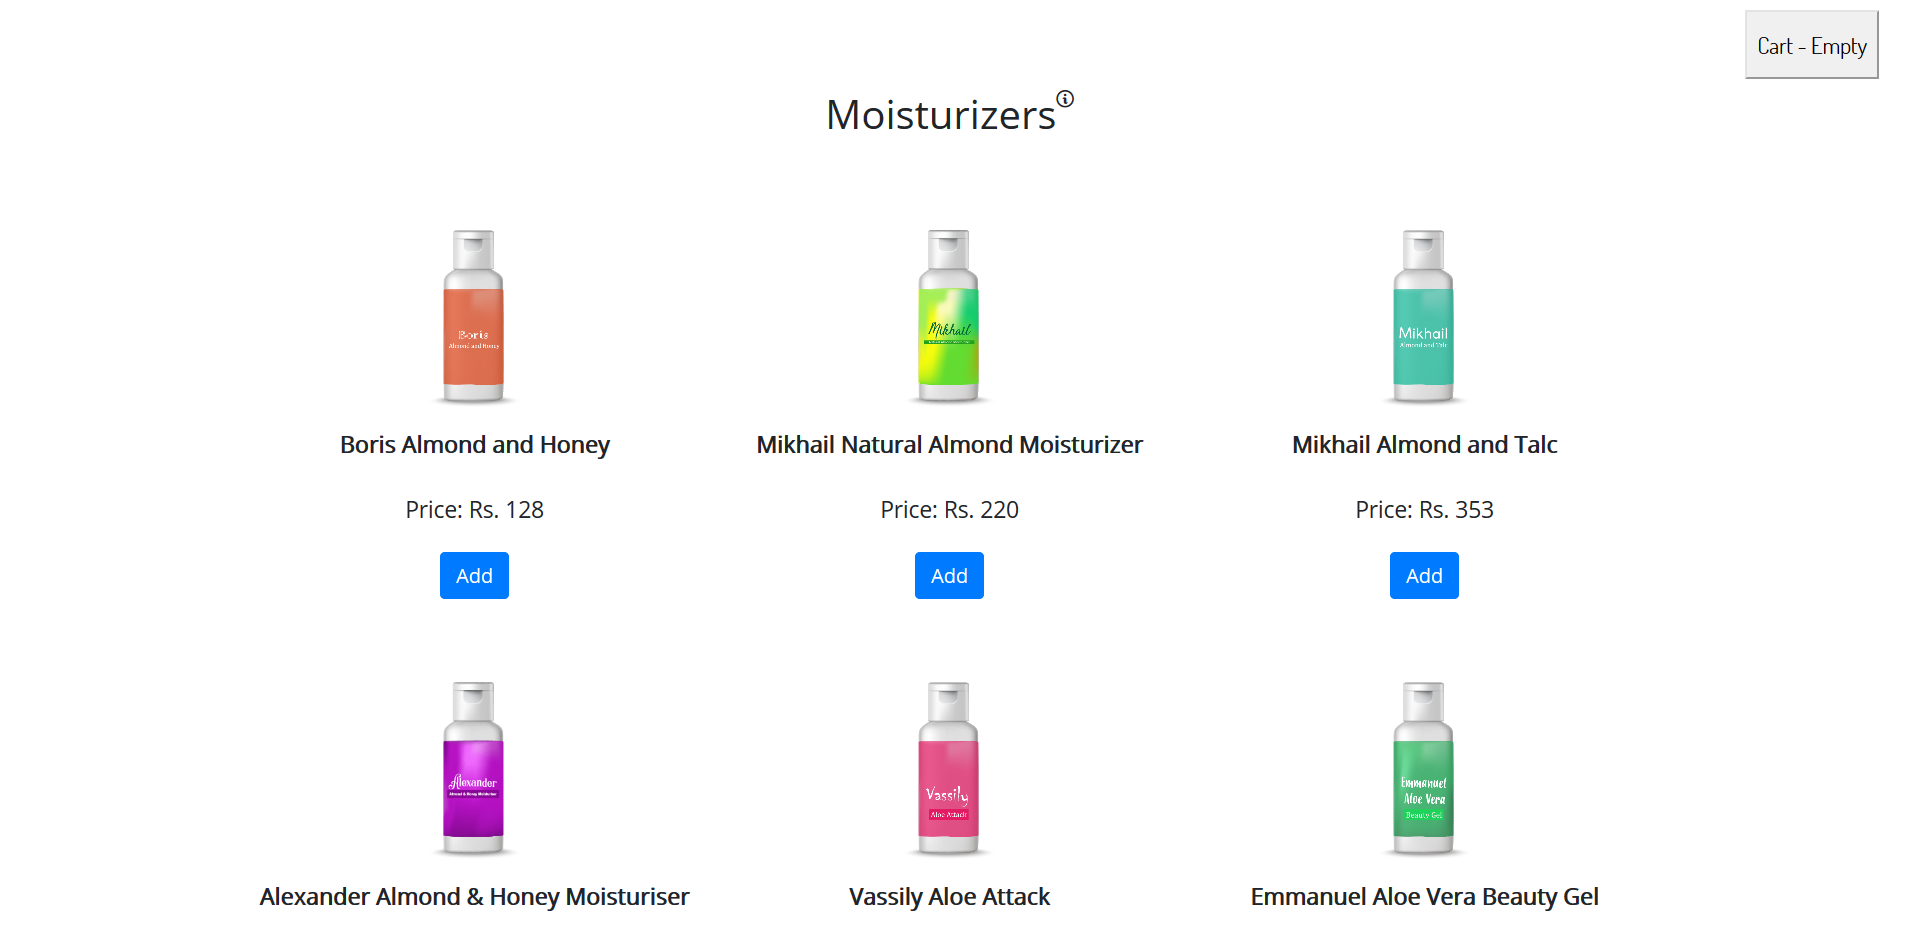 Cart - Empty
Moisturizers
Boris
Almond and Honey
Mikhail
Mikhail
Almond and Talc
Boris Almond and Honey
Mikhail Natural Almond Moisturizer
Mikhail Almond and Talc
Price: Rs. 128
Price: Rs. 220
Price: Rs. 353
Add
Add
Add
Alexander
Almond & Honey Moisturiser
Vassily
Aloe Attack
Emmanuel
Aloe Vera
Beauty Gel
Alexander Almond & Honey Moisturiser
Vassily Aloe Attack
Emmanuel Aloe Vera Beauty Gel